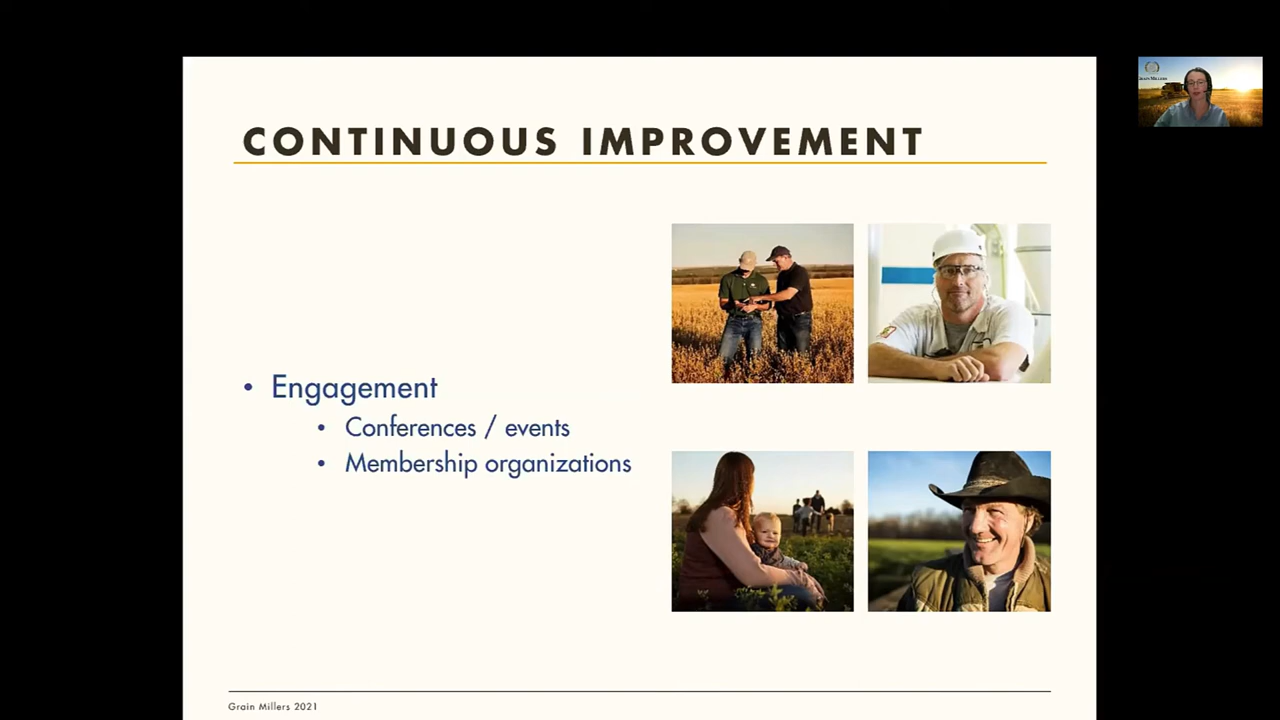 CONTINUOUS IMPROVEMENT
• Engagement
• Conferences / events
• Membership organizations
Grain Millers 2021